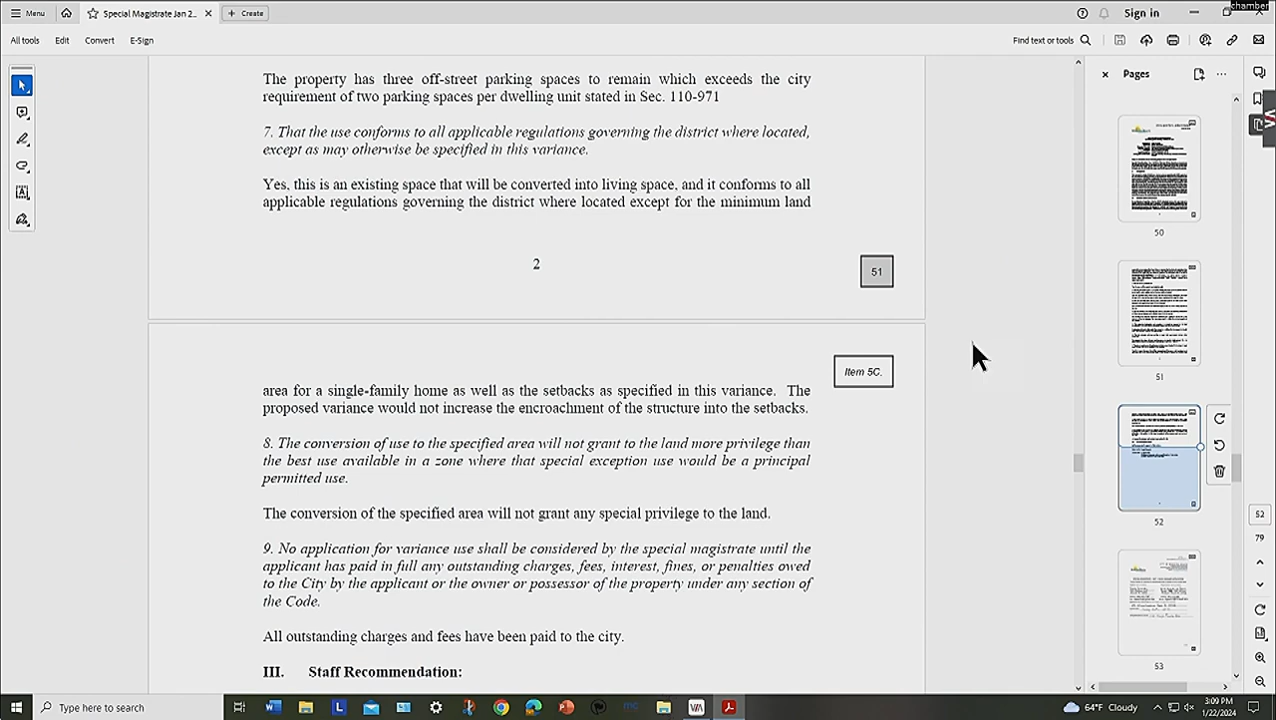 chamber
Menu
Special Magistrate Jan 2...
Create
Sign in
All tools
Edit
Convert
E-Sign
Find text or tools
The property has three off-street parking spaces to remain which exceeds the city
requirement of two parking spaces per dwelling unit stated in Sec. 110-971
7. That the use conforms to all applicable regulations governing the district where located,
except as may otherwise be specified in this variance.
Yes, this is an existing space that will be converted into living space, and it conforms to all
applicable regulations governing the district where located except for the minimum land
2
51
Item 5C.
area for a single-family home as well as the setbacks as specified in this variance. The
proposed variance would not increase the encroachment of the structure into the setbacks.
8. The conversion of use to the specified area will not grant to the land more privilege than
the best use available in a zone where that special exception use would be a principal
permitted use.
The conversion of the specified area will not grant any special privilege to the land.
9. No application for variance use shall be considered by the special magistrate until the
applicant has paid in full any outstanding charges, fees, interest, fines, or penalties owed
to the City by the applicant or the owner or possessor of the property under any section of
the Code.
All outstanding charges and fees have been paid to the city.
III. Staff Recommendation:
Pages
50
51
52
53
52
79
Type here to search
64°F Cloudy
3:09 PM
1/22/2024